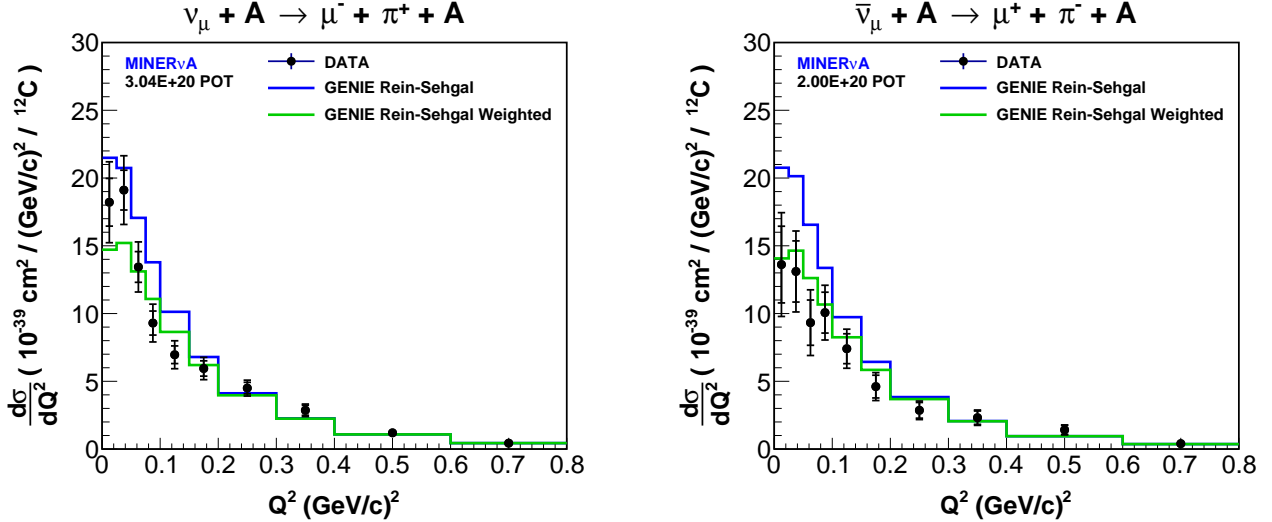 νμ + A → μ- + π+ + A
30
25
20
15
10
5
0
dσ/dQ² ( 10⁻³⁹ cm² / (GeV/c)² / ¹²C )
MINERνA
3.04E+20 POT
DATA
GENIE Rein-Sehgal
GENIE Rein-Sehgal Weighted
0 0.1 0.2 0.3 0.4 0.5 0.6 0.7 0.8
Q² (GeV/c)²
ν̄μ + A → μ+ + π- + A
30
25
20
15
10
5
0
dσ/dQ² ( 10⁻³⁹ cm² / (GeV/c)² / ¹²C )
MINERνA
2.00E+20 POT
DATA
GENIE Rein-Sehgal
GENIE Rein-Sehgal Weighted
0 0.1 0.2 0.3 0.4 0.5 0.6 0.7 0.8
Q² (GeV/c)²